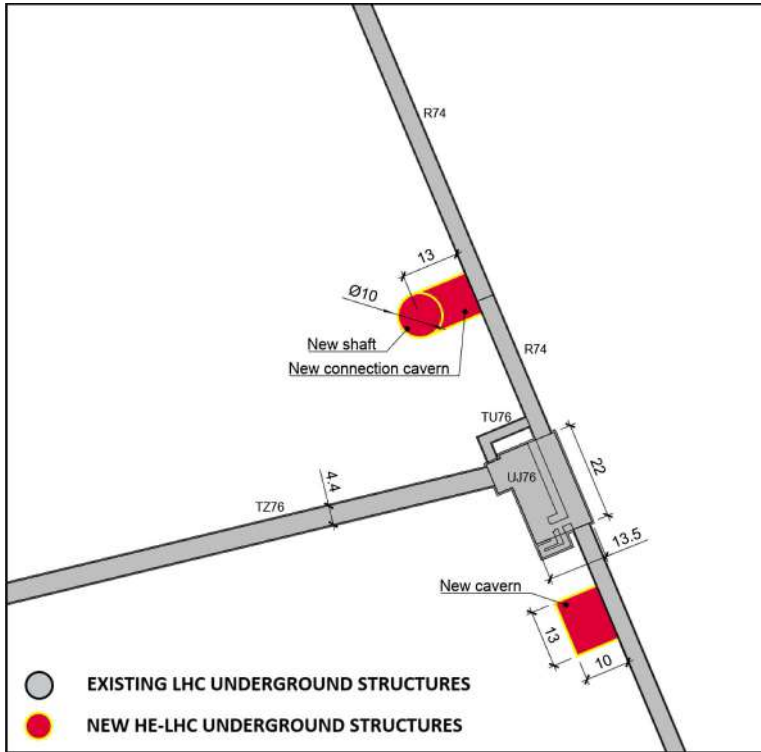 R74
13
Ø10
New shaft
New connection cavern
R74
TU76
UJ76
22
4.4
TZ76
13.5
New cavern
13
10
EXISTING LHC UNDERGROUND STRUCTURES
NEW HE-LHC UNDERGROUND STRUCTURES